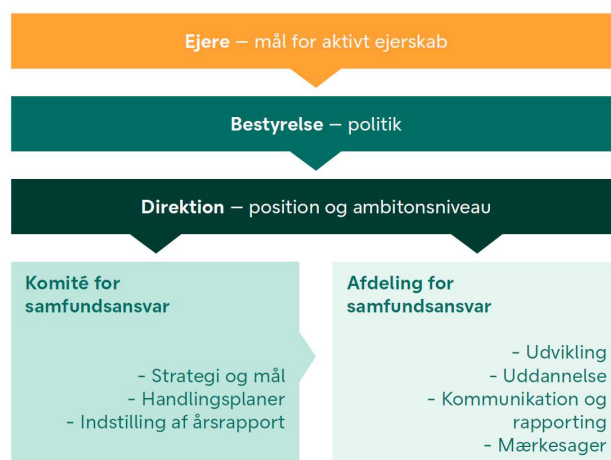 Ejere – mål for aktivt ejerskab
Bestyrelse – politik
Direktion – position og ambitonsniveau
Komité for
samfundsansvar
- Strategi og mål
- Handlingsplaner
- Indstilling af årsrapport
Afdeling for
samfundsansvar
- Udvikling
- Uddannelse
- Kommunikation og
rapporting
- Mærkesager